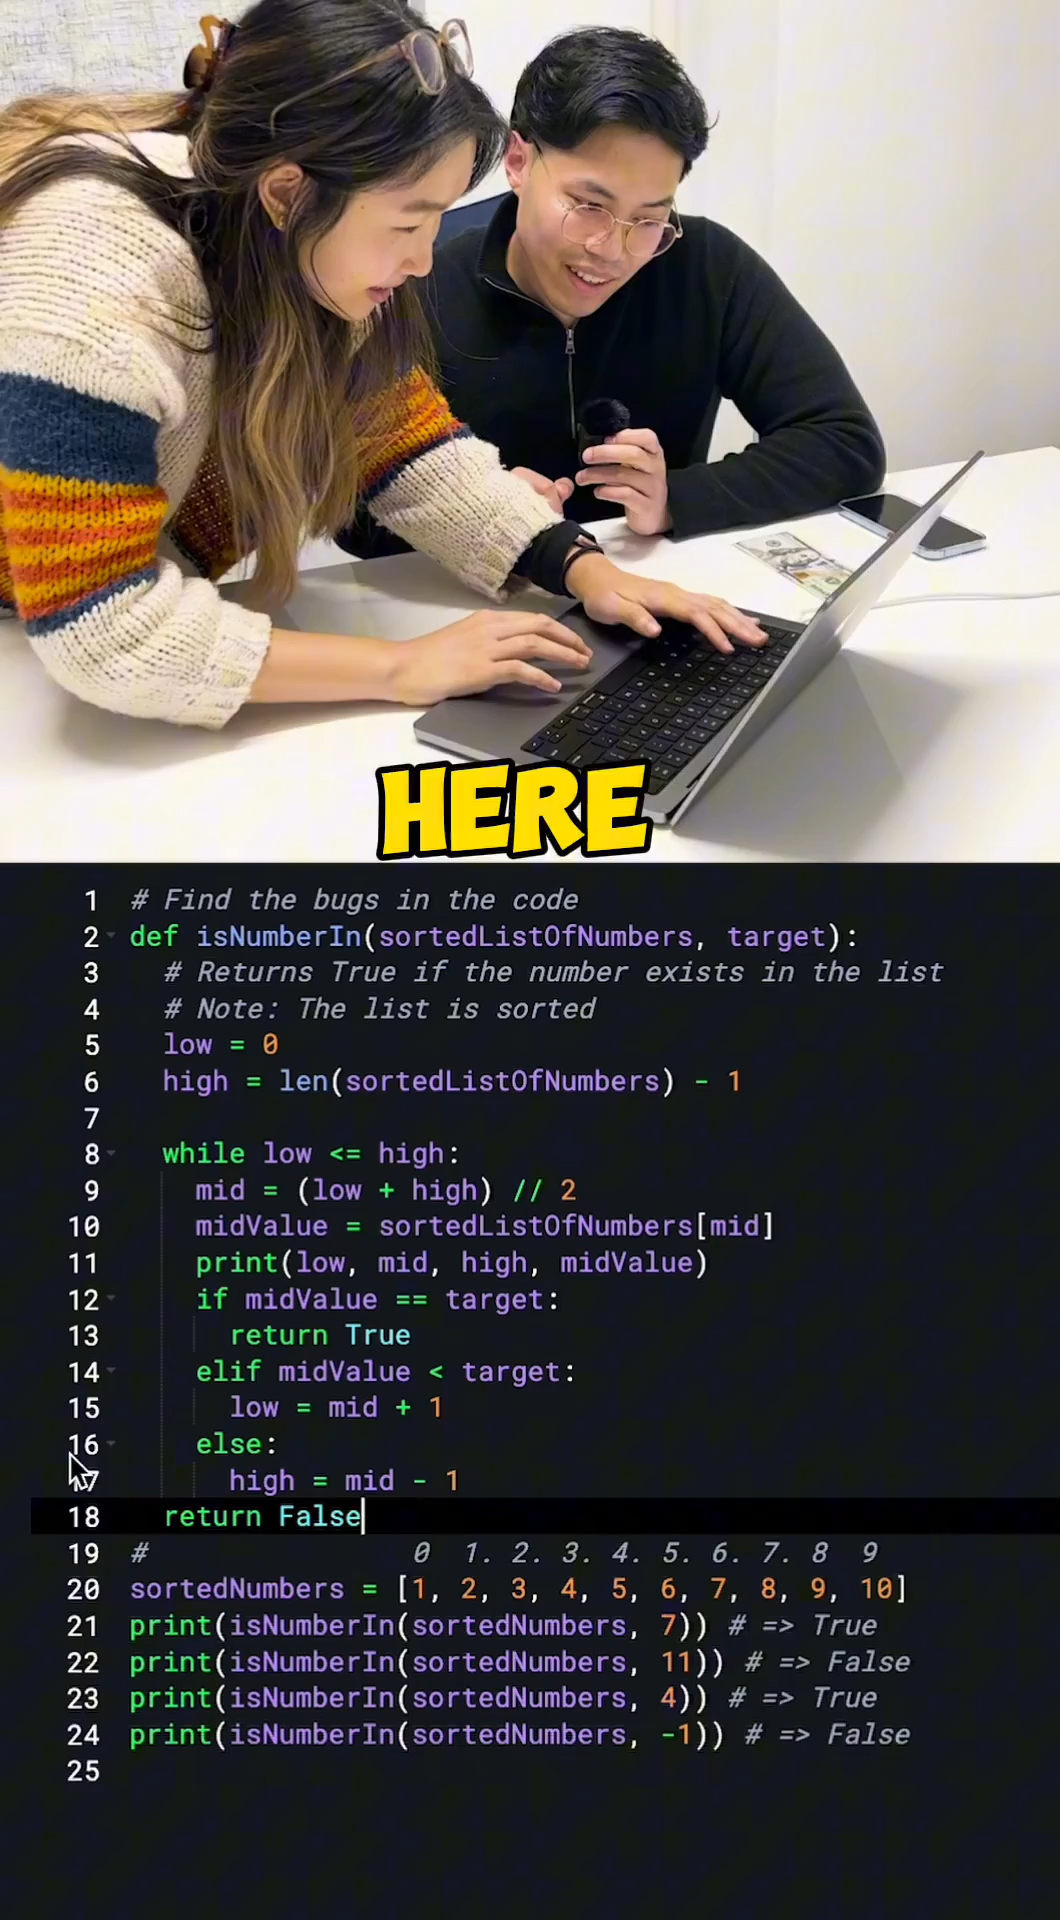 HERE
1 # Find the bugs in the code
2 def isNumberIn(sortedListOfNumbers, target):
3 # Returns True if the number exists in the list
4 # Note: The list is sorted
5 low = 0
6 high = len(sortedListOfNumbers) - 1
7
8 while low <= high:
9 mid = (low + high) // 2
10 midValue = sortedListOfNumbers[mid]
11 print(low, mid, high, midValue)
12 if midValue == target:
13 return True
14 elif midValue < target:
15 low = mid + 1
16 else:
17 high = mid - 1
18 return False
19 # 0 1. 2. 3. 4. 5. 6. 7. 8 9
20 sortedNumbers = [1, 2, 3, 4, 5, 6, 7, 8, 9, 10]
21 print(isNumberIn(sortedNumbers, 7)) # => True
22 print(isNumberIn(sortedNumbers, 11)) # => False
23 print(isNumberIn(sortedNumbers, 4)) # => True
24 print(isNumberIn(sortedNumbers, -1)) # => False
25